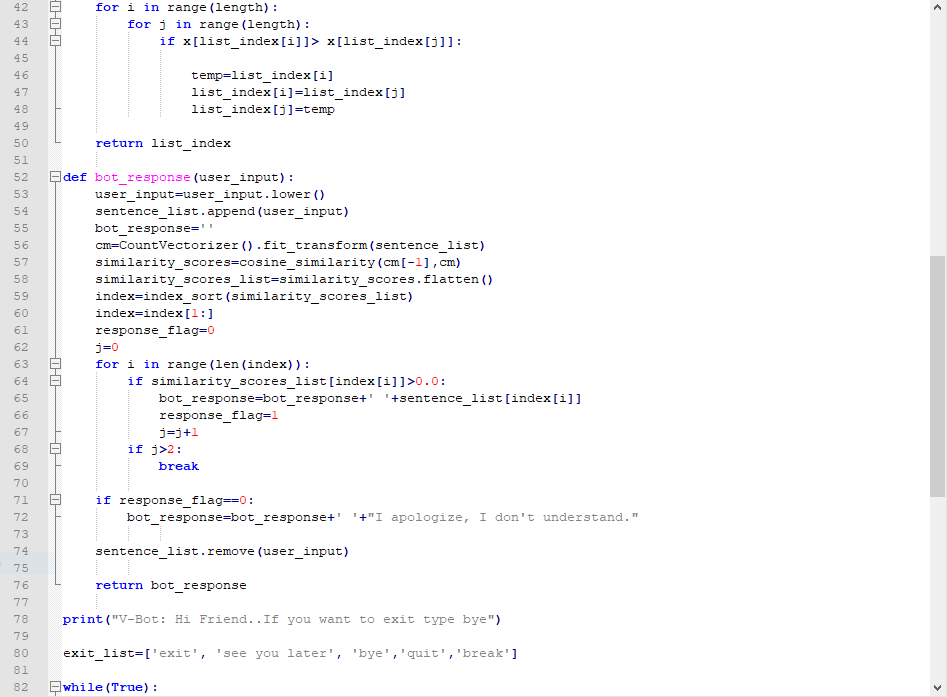 42 for i in range(length):
43 for j in range(length):
44 if x[list_index[i]]> x[list_index[j]]:
45
46 temp=list_index[i]
47 list_index[i]=list_index[j]
48 list_index[j]=temp
49
50 return list_index
51
52 def bot_response(user_input):
53 user_input=user_input.lower()
54 sentence_list.append(user_input)
55 bot_response=''
56 cm=CountVectorizer().fit_transform(sentence_list)
57 similarity_scores=cosine_similarity(cm[-1],cm)
58 similarity_scores_list=similarity_scores.flatten()
59 index=index_sort(similarity_scores_list)
60 index=index[1:]
61 response_flag=0
62 j=0
63 for i in range(len(index)):
64 if similarity_scores_list[index[i]]>0.0:
65 bot_response=bot_response+' '+sentence_list[index[i]]
66 response_flag=1
67 j=j+1
68 if j>2:
69 break
70
71 if response_flag==0:
72 bot_response=bot_response+' '+"I apologize, I don't understand."
73
74 sentence_list.remove(user_input)
75
76 return bot_response
77
78 print("V-Bot: Hi Friend..If you want to exit type bye")
79
80 exit_list=['exit', 'see you later', 'bye','quit','break']
81
82 while(True):